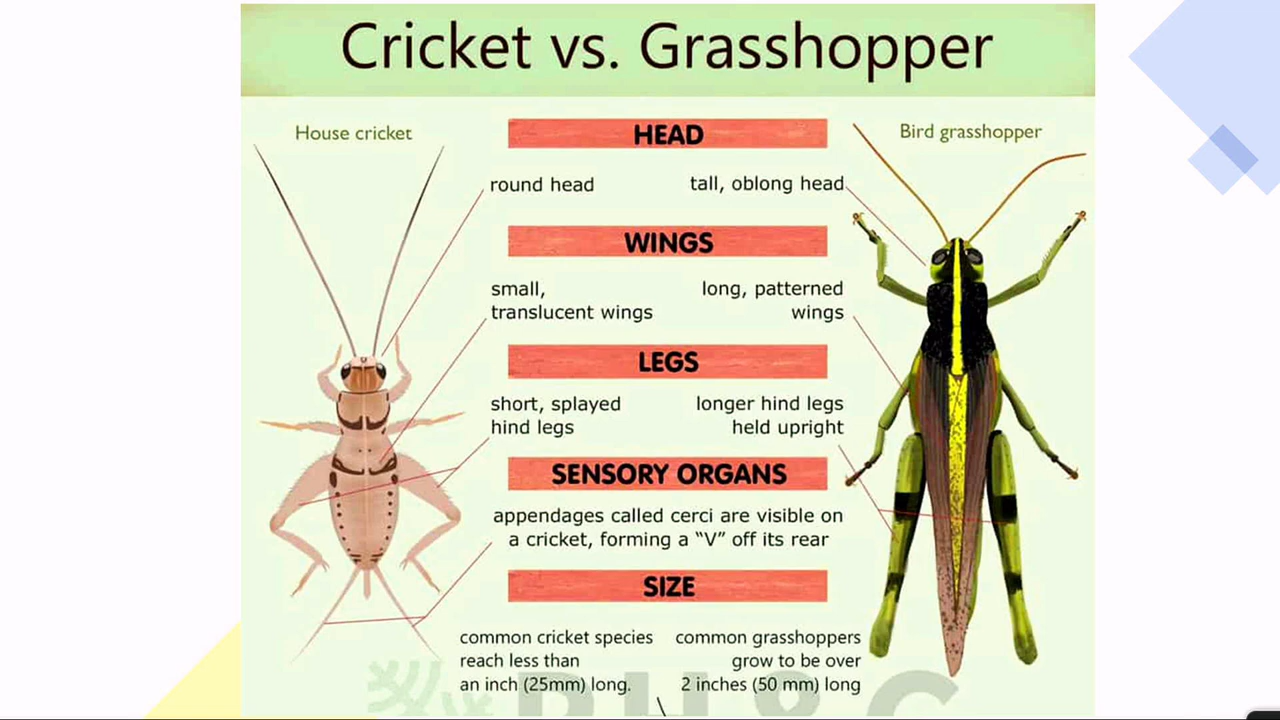 Cricket vs. Grasshopper
House cricket
HEAD
Bird grasshopper
round head
tall, oblong head
WINGS
small,
translucent wings
long, patterned
wings
LEGS
short, splayed
hind legs
longer hind legs
held upright
SENSORY ORGANS
appendages called cerci are visible on
a cricket, forming a “V” off its rear
SIZE
common cricket species
reach less than
an inch (25mm) long.
common grasshoppers
grow to be over
2 inches (50 mm) long